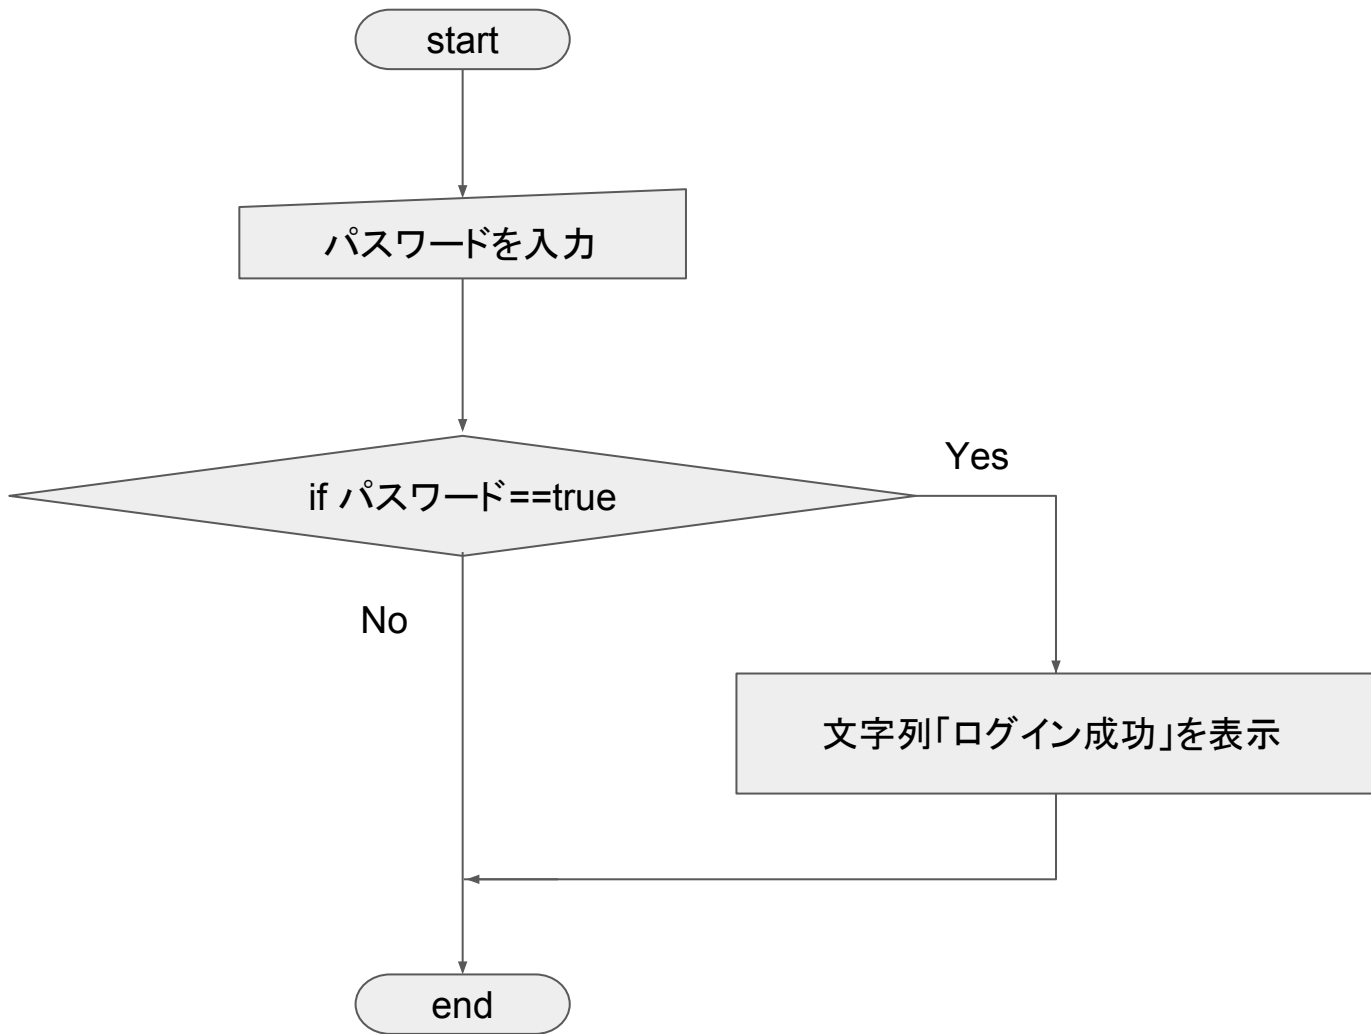 start
パスワードを入力
if パスワード==true
Yes
No
文字列「ログイン成功」を表示
end